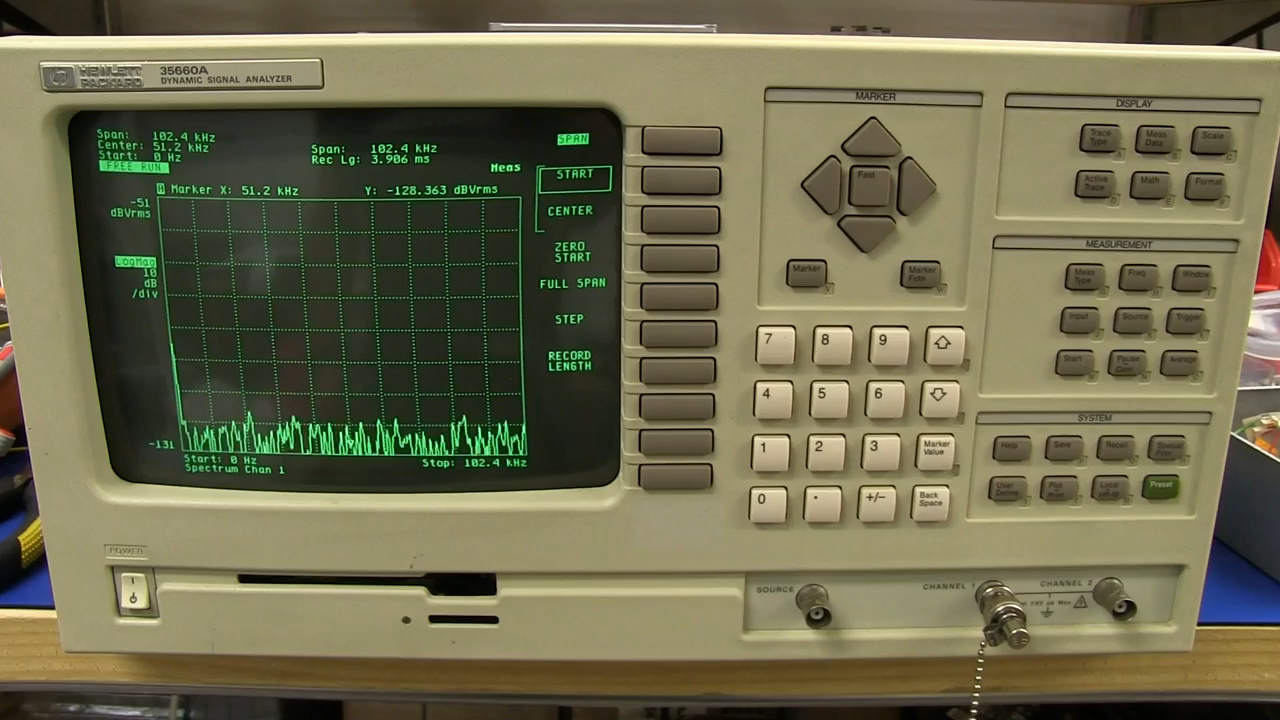 HEWLETT PACKARD
35660A
DYNAMIC SIGNAL ANALYZER
Span: 102.4 kHz
Center: 51.2 kHz
Start: 0 Hz
FREE RUN
Span: 102.4 kHz
Rec Lg: 3.906 ms
SPAN
Meas
A Marker X: 51.2 kHz Y: -128.363 dBVrms
-51
dBVrms
LogMag
10
dB
/div
-131
Start: 0 Hz
Stop: 102.4 kHz
Spectrum Chan 1
START
CENTER
ZERO
START
FULL SPAN
STEP
RECORD
LENGTH
MARKER
Fast
Marker
Marker
Fctn
7 8 9
4 5 6
1 2 3 Marker
Value
0 . +/- Back
Space
DISPLAY
Trace
Type
Meas
Data
Scale
Active
Trace
Math
Format
MEASUREMENT
Meas
Type
Freq
Window
Input
Source
Trigger
Start
Pause
Cont
Average
SYSTEM
Help
Save
Recall
Special
Fctn
User
Define
Plot
Print
Local
HP-IB
Preset
POWER
SOURCE
CHANNEL 1
CHANNEL 2